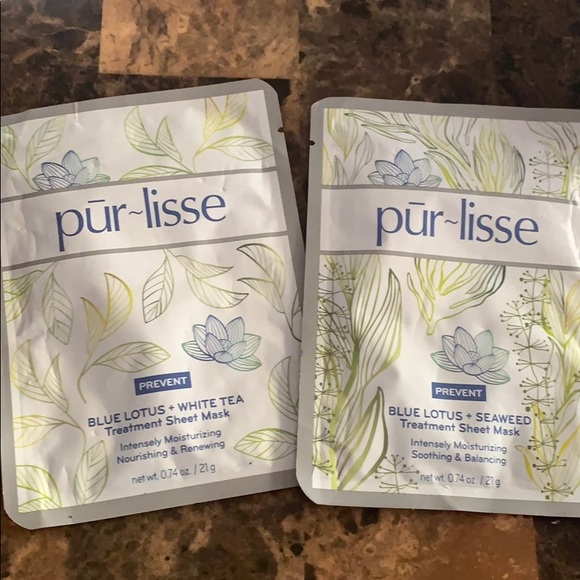 pūr~lisse
PREVENT
BLUE LOTUS + WHITE TEA
Treatment Sheet Mask
Intensely Moisturizing
Nourishing & Renewing
net wt. 0.74 oz. / 21 g
pūr~lisse
PREVENT
BLUE LOTUS + SEAWEED
Treatment Sheet Mask
Intensely Moisturizing
Soothing & Balancing
net wt. 0.74 oz. / 21 g